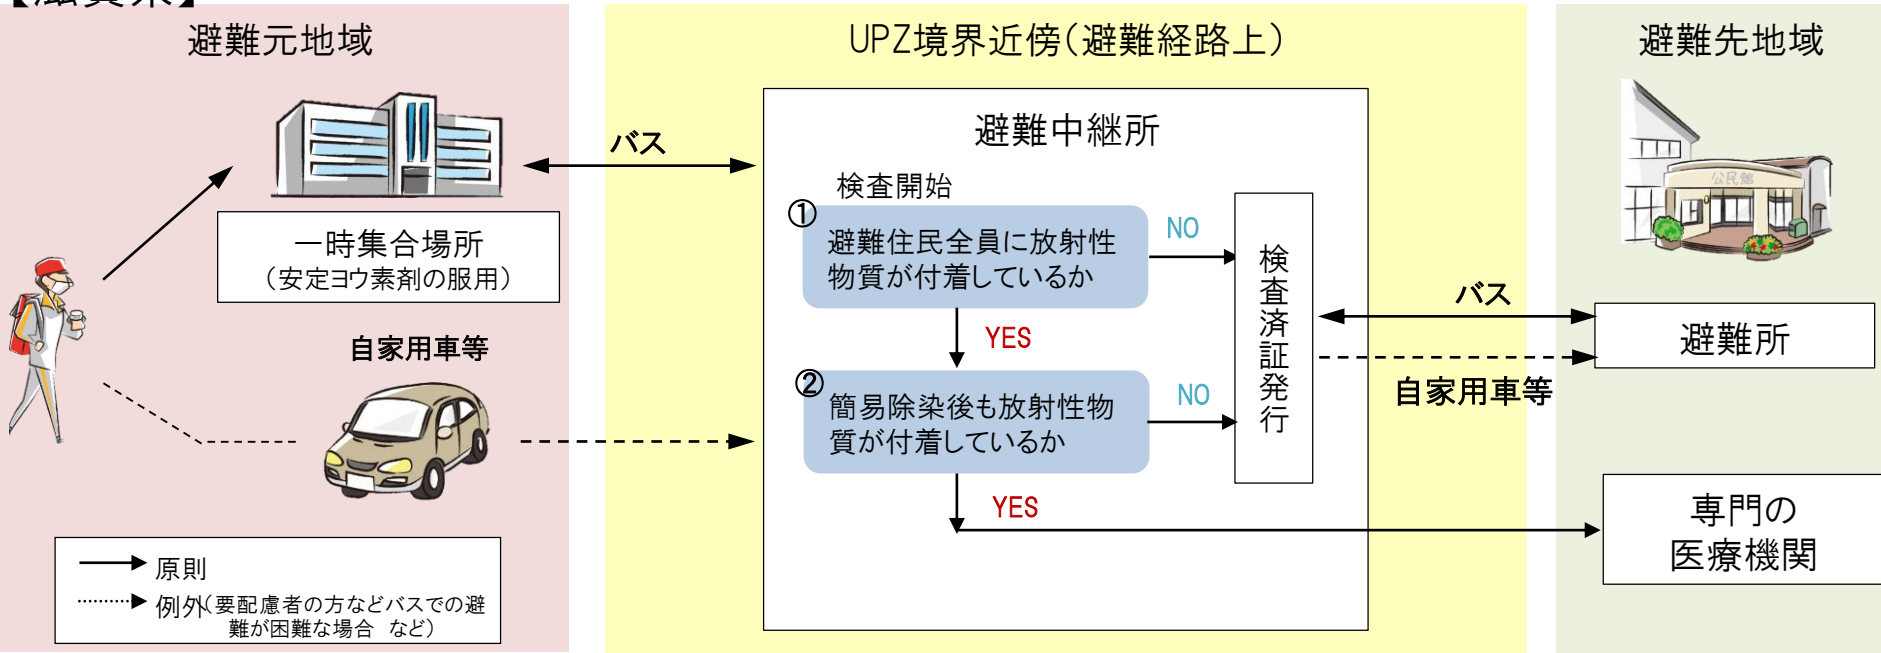 避難元地域
一時集合場所
（安定ヨウ素剤の服用）
自家用車等
原則
例外（要配慮者の方などバスでの避
難が困難な場合 など）
バス
UPZ境界近傍（避難経路上）
避難中継所
検査開始
①
避難住民全員に放射性
物質が付着しているか
NO
YES
②
簡易除染後も放射性物
質が付着しているか
NO
YES
検査済証発行
バス
自家用車等
避難先地域
公民館
避難所
専門の
医療機関